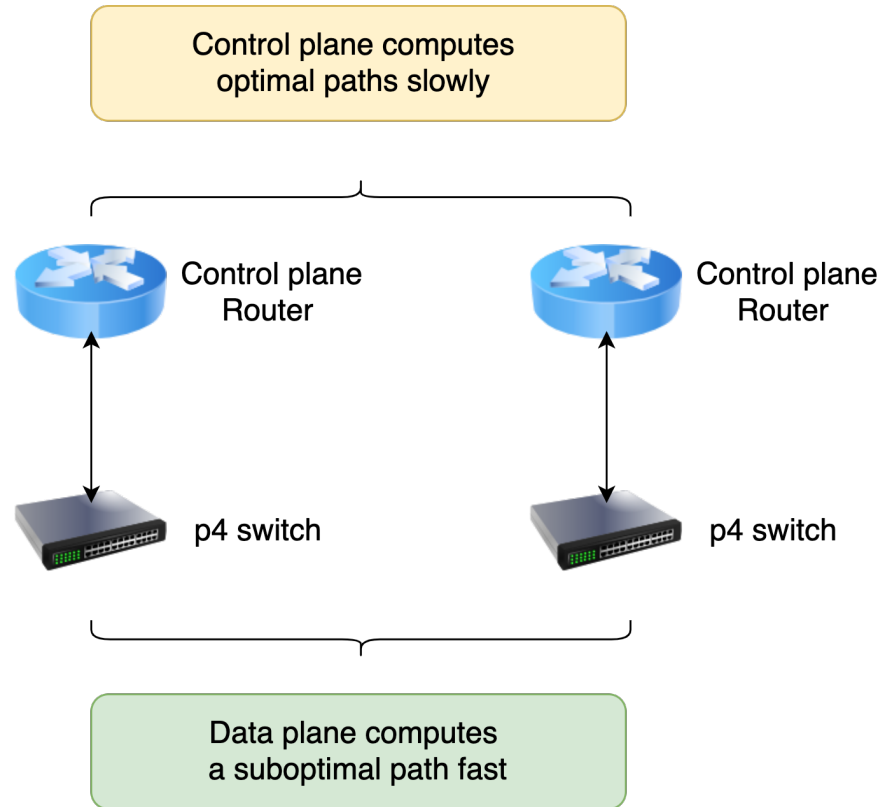 Control plane computes
optimal paths slowly
Control plane
Router
Control plane
Router
p4 switch
p4 switch
Data plane computes
a suboptimal path fast